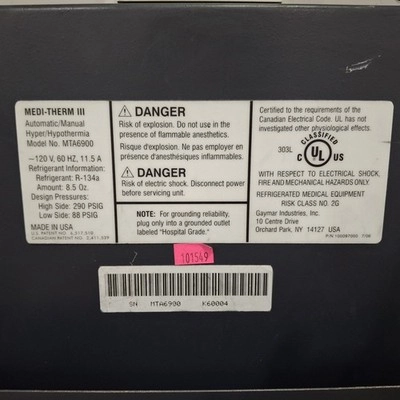 MEDI-THERM III
Automatic/Manual
Hyper/Hypothermia
Model No. MTA6900
~120 V, 60 HZ, 11.5 A
Refrigerant Information:
Refrigerant: R-134a
Amount: 8.5 Oz.
Design Pressures:
High Side: 290 PSIG
Low Side: 88 PSIG
MADE IN USA
DANGER
Risk of explosion. Do not use in the
presence of flammable anesthetics.
Risque d'explosion. Ne pas employer en
présence d'anesthésiques inflammables.
DANGER
Risk of electric shock. Disconnect power
before servicing unit.
NOTE: For grounding reliability,
plug only into a grounded outlet
labeled "Hospital Grade."
Certified to the requirements of the
Canadian Electrical Code. UL has not
investigated other physiological effects.
303L
CLASSIFIED
C UL US
WITH RESPECT TO ELECTRICAL SHOCK,
FIRE AND MECHANICAL HAZARDS ONLY.
REFRIGERATED MEDICAL EQUIPMENT
RISK CLASS NO. 2G
Gaymar Industries, Inc.
10 Centre Drive
Orchard Park, NY 14127 USA
101549
SN MTA6900 K60004